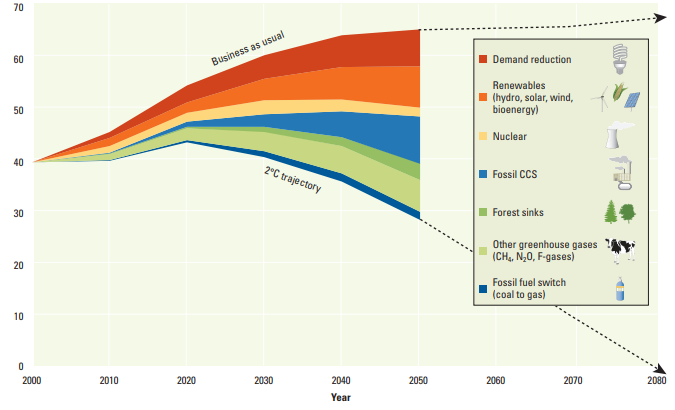 70
60
50
40
30
20
10
0
2000
2010
2020
2030
2040
2050
2060
2070
2080
Year
Business as usual
2°C trajectory
Demand reduction
Renewables
(hydro, solar, wind,
bioenergy)
Nuclear
Fossil CCS
Forest sinks
Other greenhouse gases
(CH₄, N₂O, F-gases)
Fossil fuel switch
(coal to gas)